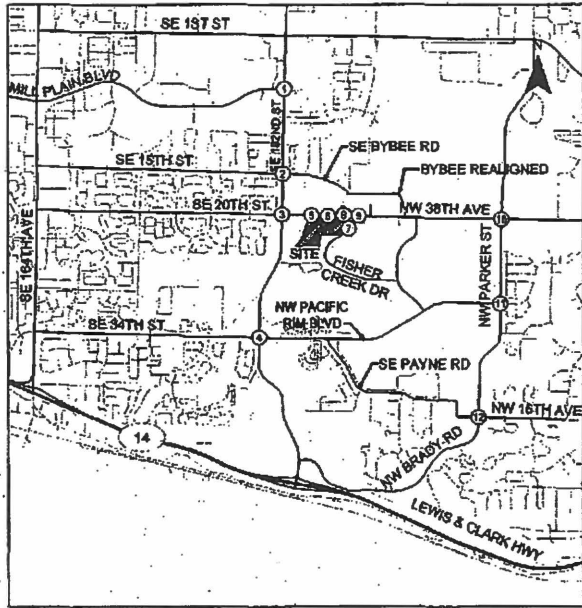 SE 1ST ST
N
MILL PLAIN BLVD
1
SE 192ND ST
SE 15TH ST
2
SE BYBEE RD
BYBEE REALIGNED
SE 20TH ST
3
5
6
8
9
7
NW 38TH AVE
10
SITE
FISHER
CREEK DR
SE 164TH AVE
NW PARKER ST
NW PACIFIC
RIM BLVD
11
SE 34TH ST
4
SE PAYNE RD
12
NW 16TH AVE
14
NW BRADY RD
LEWIS & CLARK HWY